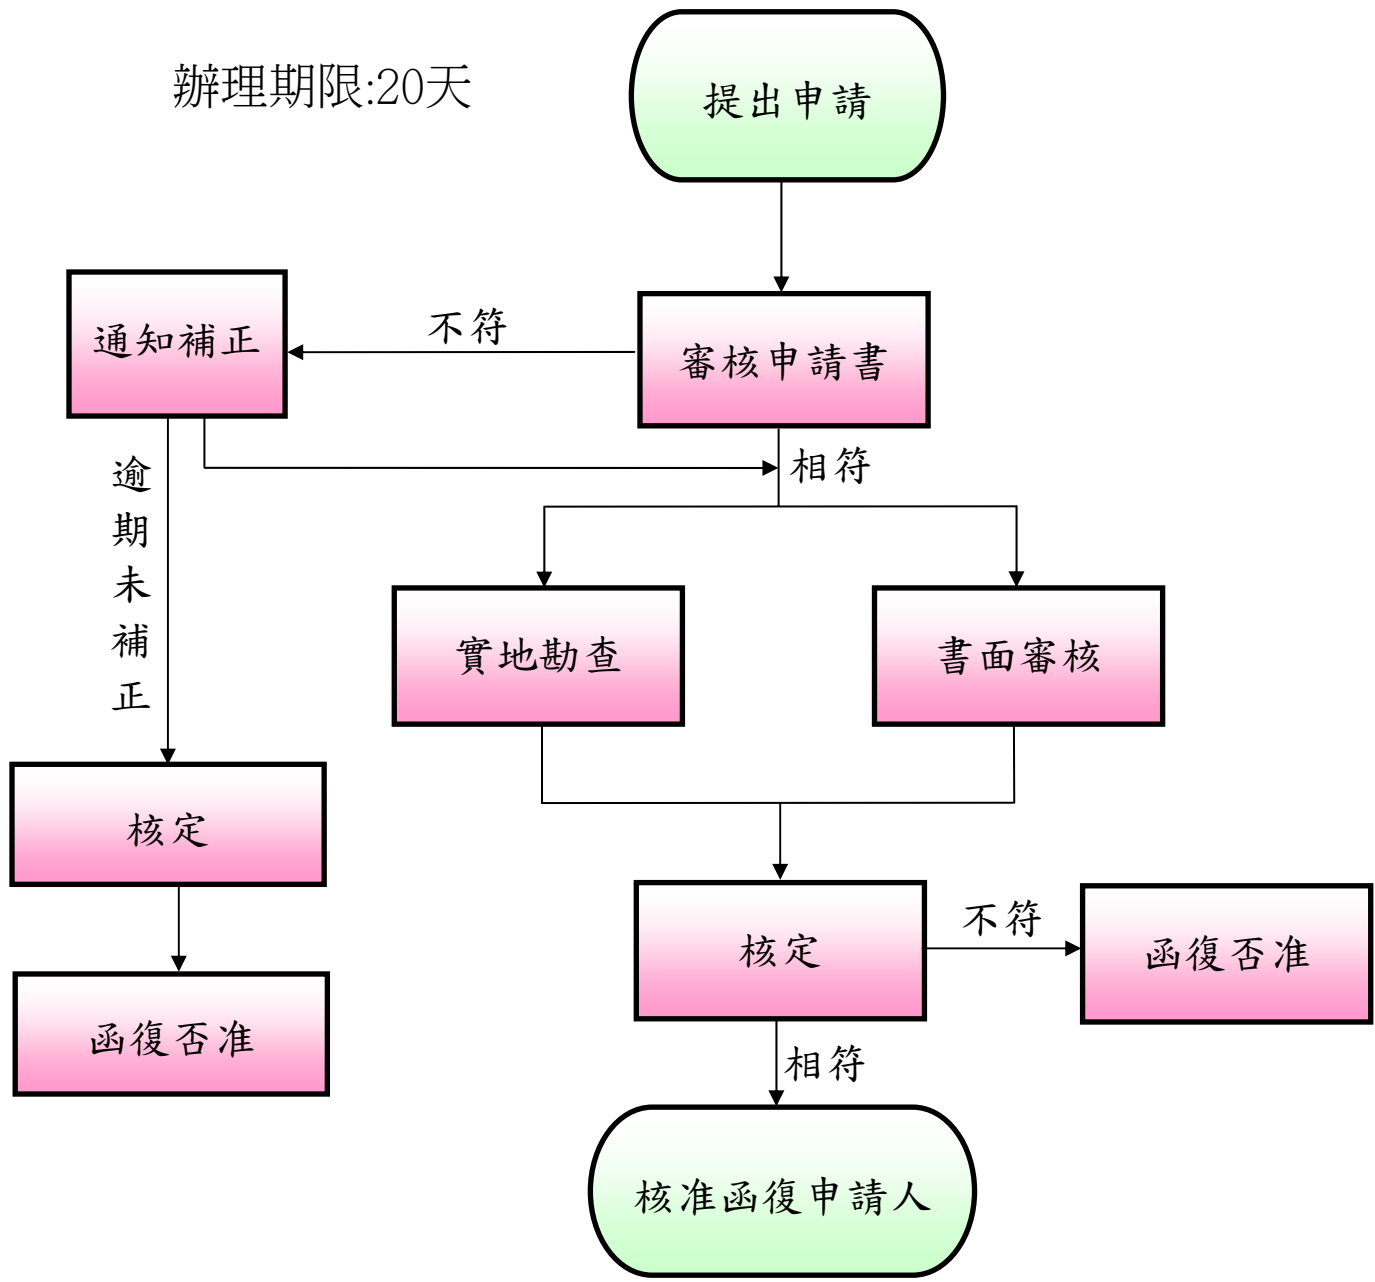 辦理期限:20天
提出申請
通知補正
不符
審核申請書
相符
逾期未補正
實地勘查
書面審核
核定
函復否准
核定
不符
函復否准
相符
核准函復申請人